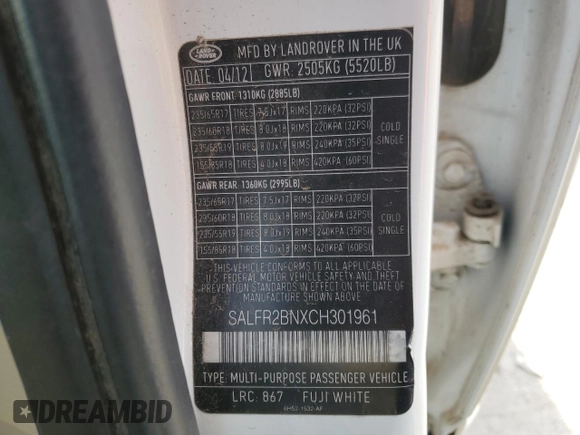 LAND ROVER
MFD BY LANDROVER IN THE UK
DATE: 04/12 GWR: 2505KG (5520LB)
GAWR FRONT: 1310KG (2885LB)
235/65R17 TIRES 7.5Jx17 RIMS 220KPA (32PSI)
235/60R18 TIRES 8.0Jx18 RIMS 220KPA (32PSI)
235/55R19 TIRES 8.0Jx19 RIMS 240KPA (35PSI)
155/85R18 TIRES 4.0Jx18 RIMS 420KPA (60PSI)
COLD
SINGLE
GAWR REAR: 1360KG (2995LB)
235/65R17 TIRES 7.5Jx17 RIMS 220KPA (32PSI)
235/60R18 TIRES 8.0Jx18 RIMS 220KPA (32PSI)
235/55R19 TIRES 8.0Jx19 RIMS 240KPA (35PSI)
155/85R18 TIRES 4.0Jx18 RIMS 420KPA (60PSI)
COLD
SINGLE
THIS VEHICLE CONFORMS TO ALL APPLICABLE
U.S. FEDERAL MOTOR VEHICLE SAFETY AND THEFT
PREVENTION STANDARDS IN EFFECT ON THE DATE OF
MANUFACTURE SHOWN ABOVE
SALFR2BNXCH301961
TYPE: MULTI-PURPOSE PASSENGER VEHICLE
LRC: 867 FUJI WHITE
6H52-1532-AF
DREAMBID